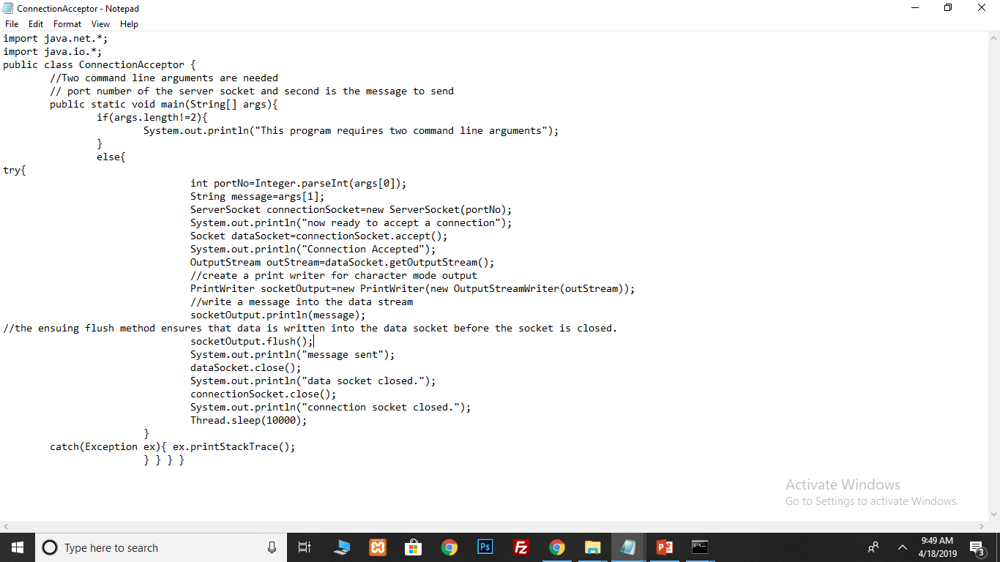 ConnectionAcceptor - Notepad
File Edit Format View Help
import java.net.*;
import java.io.*;
public class ConnectionAcceptor {
        //Two command line arguments are needed
        // port number of the server socket and second is the message to send
        public static void main(String[] args){
                if(args.length!=2){
                        System.out.println("This program requires two command line arguments");
                }
                else{
try{
                                int portNo=Integer.parseInt(args[0]);
                                String message=args[1];
                                ServerSocket connectionSocket=new ServerSocket(portNo);
                                System.out.println("now ready to accept a connection");
                                Socket dataSocket=connectionSocket.accept();
                                System.out.println("Connection Accepted");
                                OutputStream outStream=dataSocket.getOutputStream();
                                //create a print writer for character mode output
                                PrintWriter socketOutput=new PrintWriter(new OutputStreamWriter(outStream));
                                //write a message into the data stream
                                socketOutput.println(message);
//the ensuing flush method ensures that data is written into the data socket before the socket is closed.
                                socketOutput.flush();
                                System.out.println("message sent");
                                dataSocket.close();
                                System.out.println("data socket closed.");
                                connectionSocket.close();
                                System.out.println("connection socket closed.");
                                Thread.sleep(10000);
                        }
        catch(Exception ex){ ex.printStackTrace();
                        } } } }
Activate Windows
Go to Settings to activate Windows.
Type here to search
Ps
Fz
9:49 AM
4/18/2019
3